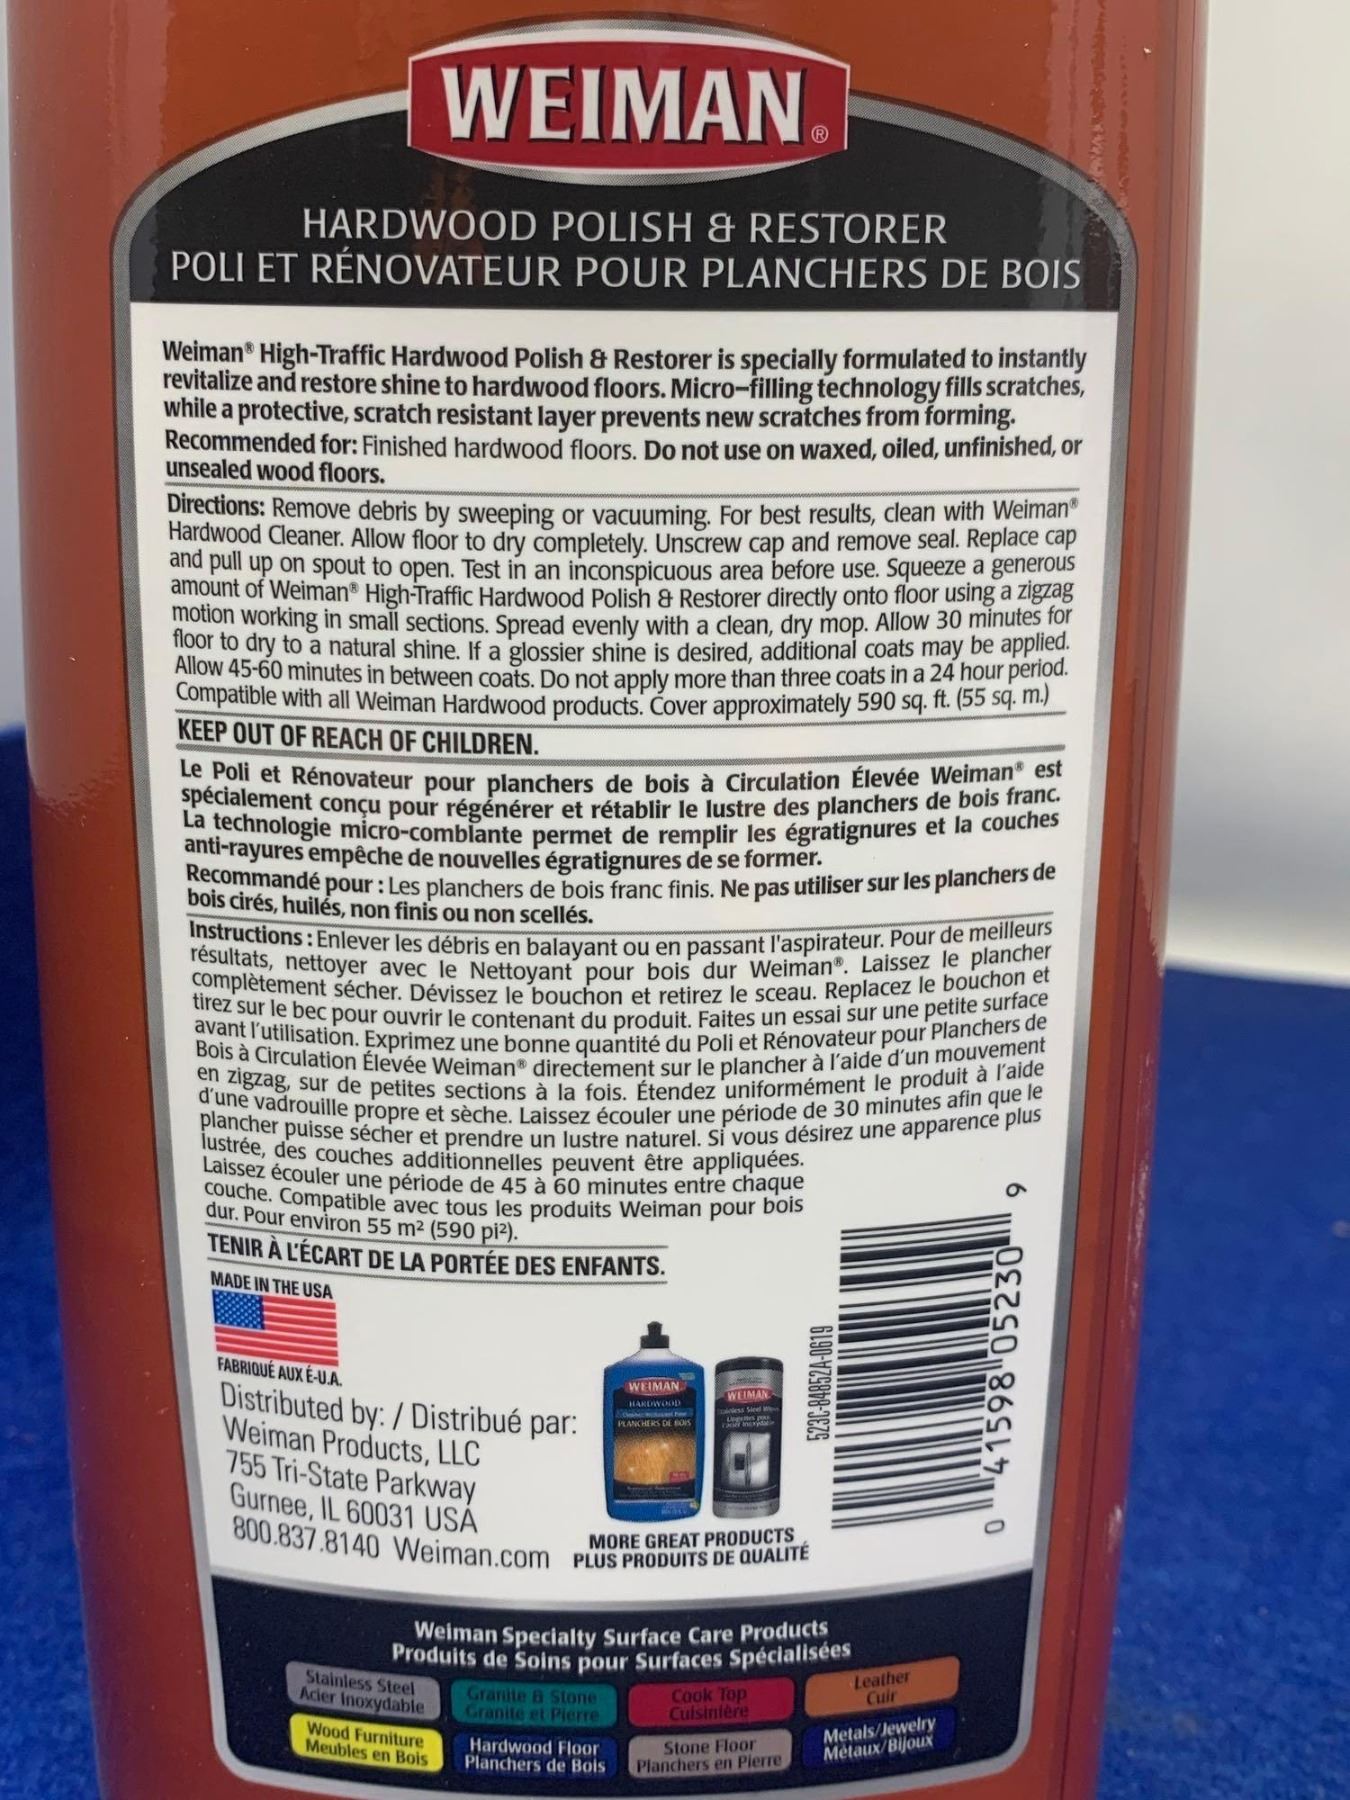 WEIMAN®
HARDWOOD POLISH & RESTORER
POLI ET RÉNOVATEUR POUR PLANCHERS DE BOIS
Weiman® High-Traffic Hardwood Polish & Restorer is specially formulated to instantly
revitalize and restore shine to hardwood floors. Micro-filling technology fills scratches,
while a protective, scratch resistant layer prevents new scratches from forming.
Recommended for: Finished hardwood floors. Do not use on waxed, oiled, unfinished, or
unsealed wood floors.
Directions: Remove debris by sweeping or vacuuming. For best results, clean with Weiman®
Hardwood Cleaner. Allow floor to dry completely. Unscrew cap and remove seal. Replace cap
and pull up on spout to open. Test in an inconspicuous area before use. Squeeze a generous
amount of Weiman® High-Traffic Hardwood Polish & Restorer directly onto floor using a zigzag
motion working in small sections. Spread evenly with a clean, dry mop. Allow 30 minutes for
floor to dry to a natural shine. If a glossier shine is desired, additional coats may be applied.
Allow 45-60 minutes in between coats. Do not apply more than three coats in a 24 hour period.
Compatible with all Weiman Hardwood products. Cover approximately 590 sq. ft. (55 sq. m.)
KEEP OUT OF REACH OF CHILDREN.
Le Poli et Rénovateur pour planchers de bois à Circulation Élevée Weiman® est
spécialement conçu pour régénérer et rétablir le lustre des planchers de bois franc.
La technologie micro-comblante permet de remplir les égratignures et la couches
anti-rayures empêche de nouvelles égratignures de se former.
Recommandé pour : Les planchers de bois franc finis. Ne pas utiliser sur les planchers de
bois cirés, huilés, non finis ou non scellés.
Instructions : Enlever les débris en balayant ou en passant l'aspirateur. Pour de meilleurs
résultats, nettoyer avec le Nettoyant pour bois dur Weiman®. Laissez le plancher
complètement sécher. Dévissez le bouchon et retirez le sceau. Replacez le bouchon et
tirez sur le bec pour ouvrir le contenant du produit. Faites un essai sur une petite surface
avant l'utilisation. Exprimez une bonne quantité du Poli et Rénovateur pour Planchers de
Bois à Circulation Élevée Weiman® directement sur le plancher à l'aide d'un mouvement
en zigzag, sur de petites sections à la fois. Étendez uniformément le produit à l'aide
d'une vadrouille propre et sèche. Laissez écouler une période de 30 minutes afin que le
plancher puisse sécher et prendre un lustre naturel. Si vous désirez une apparence plus
lustrée, des couches additionnelles peuvent être appliquées.
Laissez écouler une période de 45 à 60 minutes entre chaque
couche. Compatible avec tous les produits Weiman pour bois
dur. Pour environ 55 m² (590 pi²).
TENIR À L'ÉCART DE LA PORTÉE DES ENFANTS.
MADE IN THE USA
FABRIQUÉ AUX É-U.A.
Distributed by: / Distribué par:
Weiman Products, LLC
755 Tri-State Parkway
Gurnee, IL 60031 USA
800.837.8140 Weiman.com
WEIMAN
HARDWOOD
PLANCHERS DE BOIS
WEIMAN
Stainless Steel
MORE GREAT PRODUCTS
PLUS PRODUITS DE QUALITÉ
523C-84852A-0619
0 41598 05230 9
Weiman Specialty Surface Care Products
Produits de Soins pour Surfaces Spécialisées
Stainless Steel
Acier Inoxydable
Granite & Stone
Granite et Pierre
Cook Top
Cuisinière
Leather
Cuir
Wood Furniture
Meubles en Bois
Hardwood Floor
Planchers de Bois
Stone Floor
Planchers en Pierre
Metals/Jewelry
Métaux/Bijoux